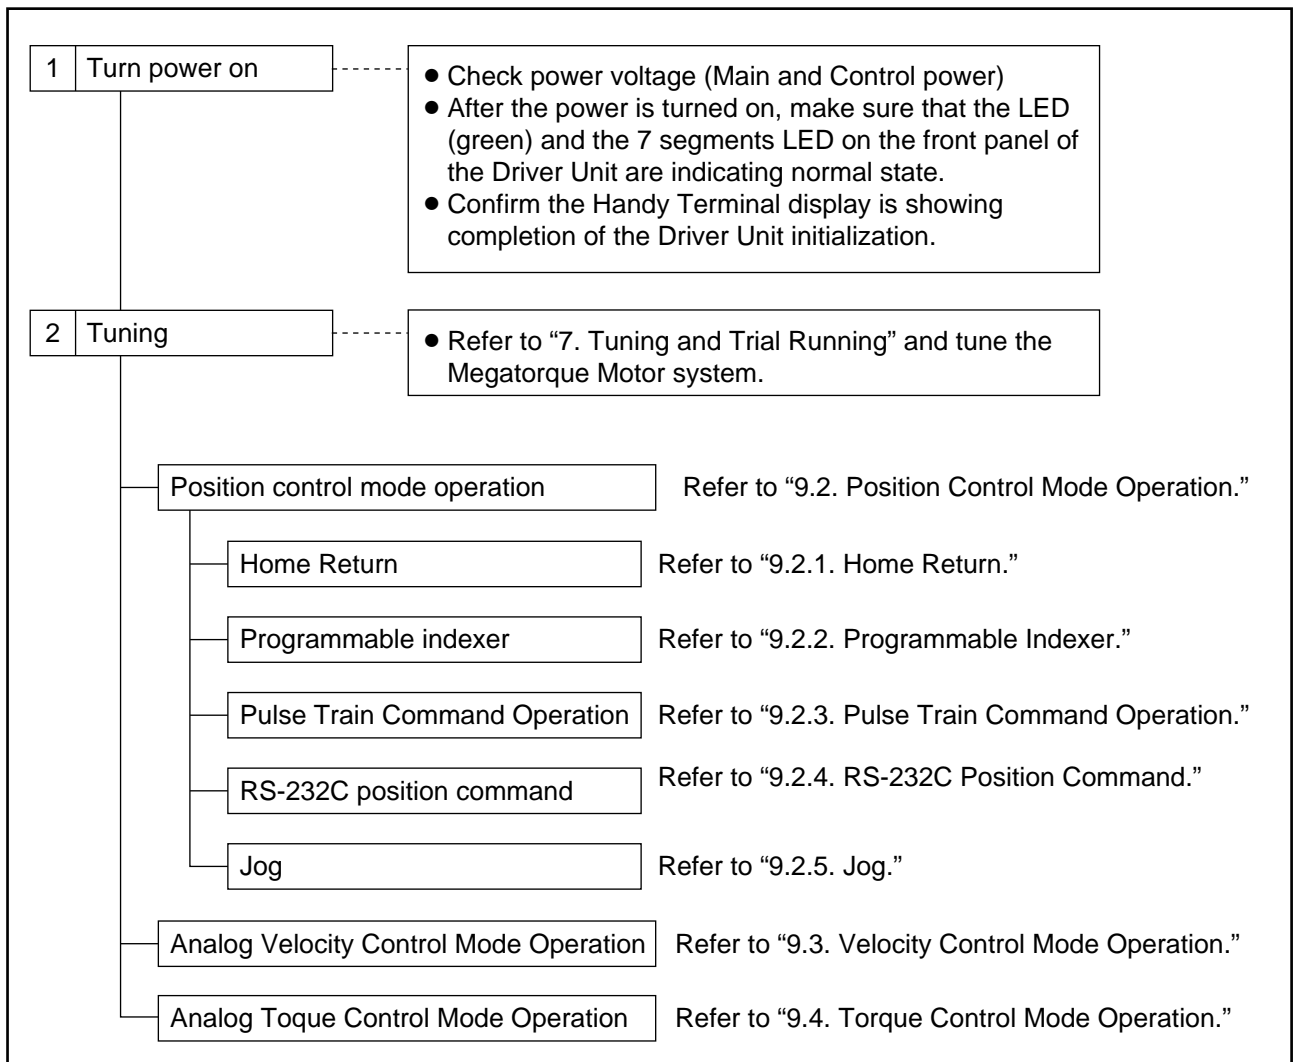 1 Turn power on
● Check power voltage (Main and Control power)
● After the power is turned on, make sure that the LED
(green) and the 7 segments LED on the front panel of
the Driver Unit are indicating normal state.
● Confirm the Handy Terminal display is showing
completion of the Driver Unit initialization.
2 Tuning
● Refer to “7. Tuning and Trial Running” and tune the
Megatorque Motor system.
Position control mode operation Refer to “9.2. Position Control Mode Operation.”
Home Return Refer to “9.2.1. Home Return.”
Programmable indexer Refer to “9.2.2. Programmable Indexer.”
Pulse Train Command Operation Refer to “9.2.3. Pulse Train Command Operation.”
RS-232C position command Refer to “9.2.4. RS-232C Position Command.”
Jog Refer to “9.2.5. Jog.”
Analog Velocity Control Mode Operation Refer to “9.3. Velocity Control Mode Operation.”
Analog Toque Control Mode Operation Refer to “9.4. Torque Control Mode Operation.”